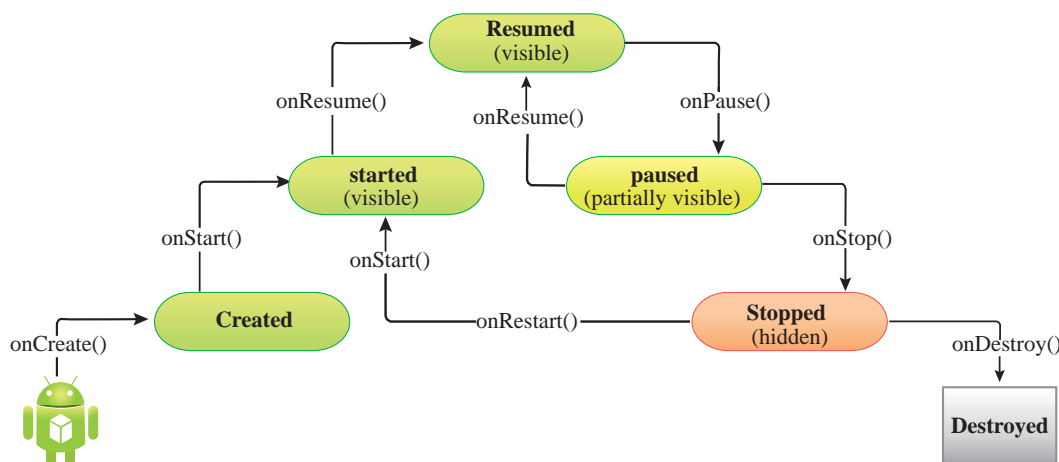 Resumed
(visible)
onResume()
onResume()
onPause()
started
(visible)
paused
(partially visible)
onStart()
onStart()
onStop()
Created
Stopped
(hidden)
onRestart()
onCreate()
onDestroy()
Destroyed